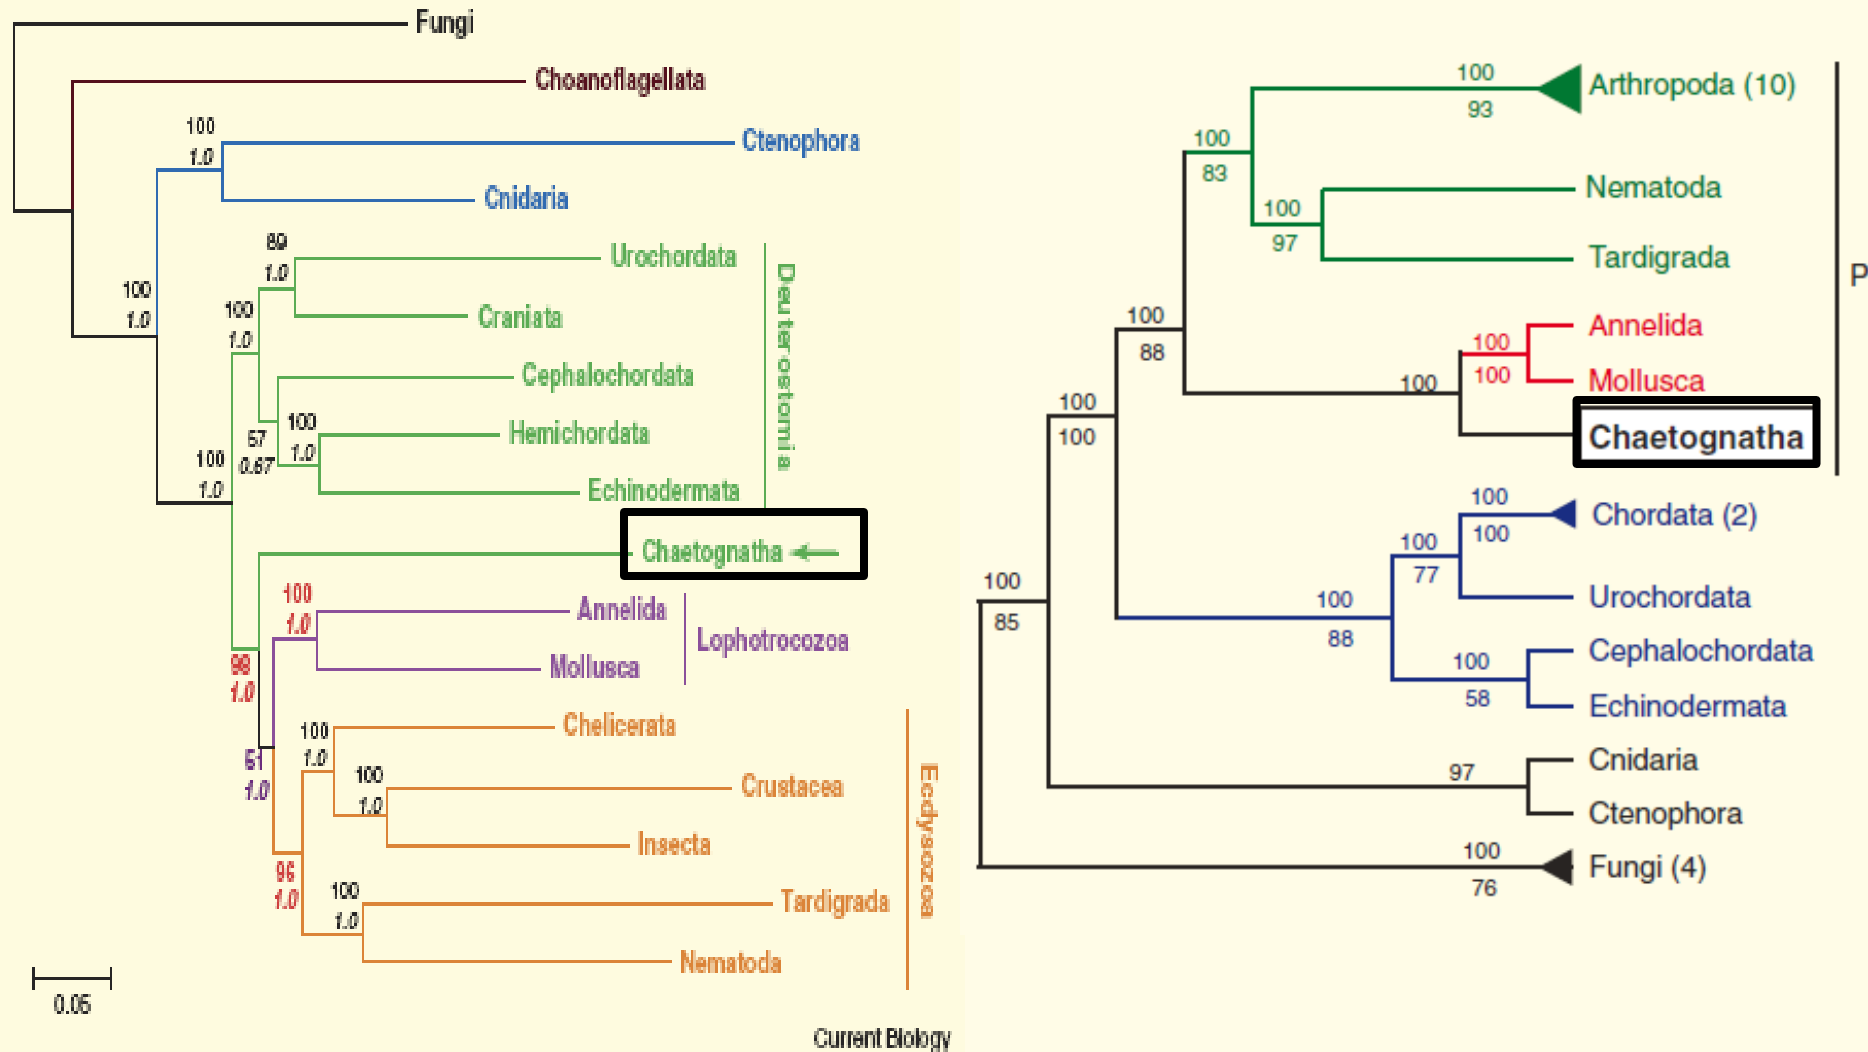 Fungi
Choanoflagellata
100
1.0
Ctenophora
Cnidaria
100
1.0
89
1.0
Urochordata
Craniata
100
1.0
Cephalochordata
57
0.67
100
1.0
Hemichordata
Echinodermata
Deuterostomia
100
1.0
Chaetognatha
98
1.0
100
1.0
Annelida
Mollusca
Lophotrocozoa
51
1.0
Chelicerata
100
1.0
100
1.0
Crustacea
Insecta
96
1.0
100
1.0
Tardigrada
Nematoda
Ecdysozoa
0.05
Current Biology
100
93
Arthropoda (10)
100
83
Nematoda
100
97
Tardigrada
P
100
88
Annelida
100
100
Mollusca
100
Chaetognatha
100
100
100
100
Chordata (2)
100
77
Urochordata
100
88
Cephalochordata
100
58
Echinodermata
100
85
Cnidaria
97
Ctenophora
100
76
Fungi (4)